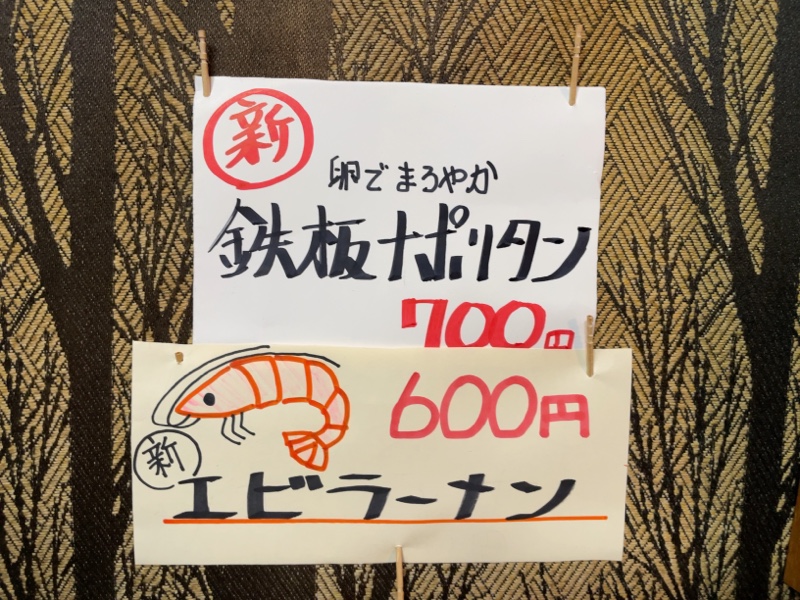 新
卵でまろやか
鉄板ナポリタン
700円
600円
新
エビラーメン